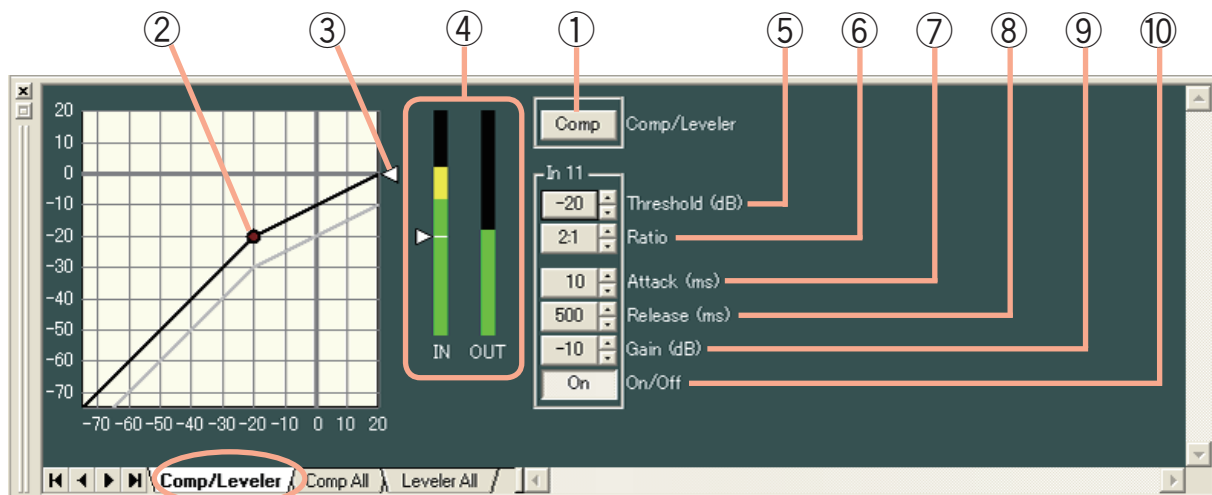 ② ③ ④ ① ⑤ ⑥ ⑦ ⑧ ⑨ ⑩
20
10
0
-10
-20
-30
-40
-50
-60
-70
-70 -60 -50 -40 -30 -20 -10 0 10 20
IN OUT
Comp Comp/Leveler
In 11
-20 Threshold (dB)
2:1 Ratio
10 Attack (ms)
500 Release (ms)
-10 Gain (dB)
On On/Off
Comp/Leveler Comp All Leveler All